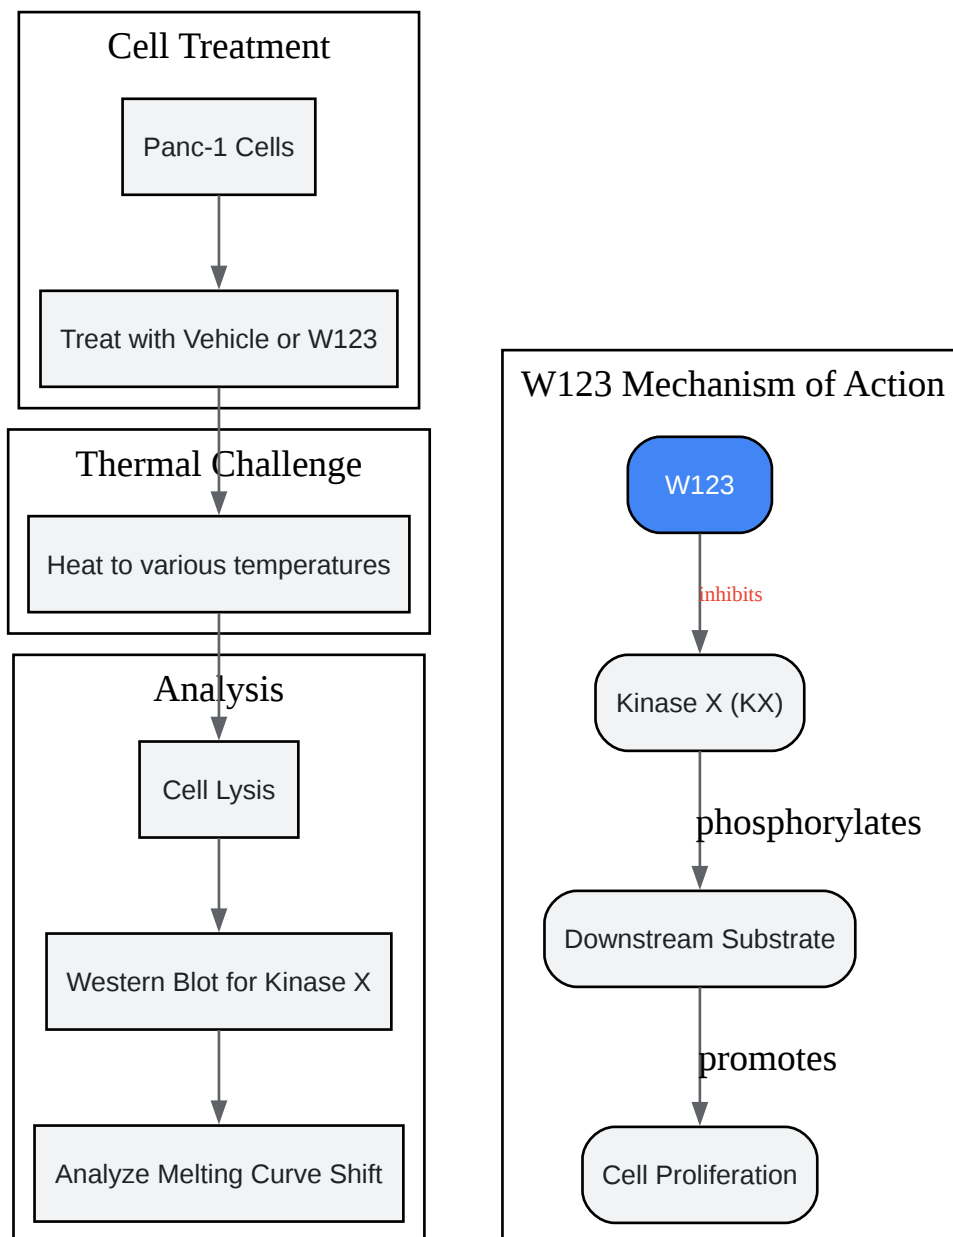 Cell Treatment
Panc-1 Cells
Treat with Vehicle or W123
Thermal Challenge
Heat to various temperatures
Analysis
Cell Lysis
Western Blot for Kinase X
Analyze Melting Curve Shift
W123 Mechanism of Action
W123
inhibits
Kinase X (KX)
phosphorylates
Downstream Substrate
promotes
Cell Proliferation